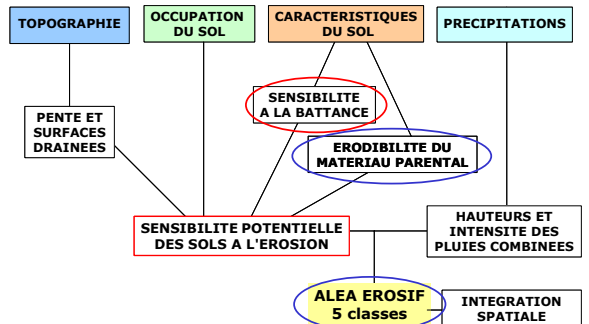 TOPOGRAPHIE
OCCUPATION
DU SOL
CARACTERISTIQUES
DU SOL
PRECIPITATIONS
SENSIBILITE
A LA BATTANCE
PENTE ET
SURFACES
DRAINEES
ERODIBILITE DU
MATERIAU PARENTAL
SENSIBILITE POTENTIELLE
DES SOLS A L'EROSION
HAUTEURS ET
INTENSITE DES
PLUIES COMBINEES
ALEA EROSIF
5 classes
INTEGRATION
SPATIALE